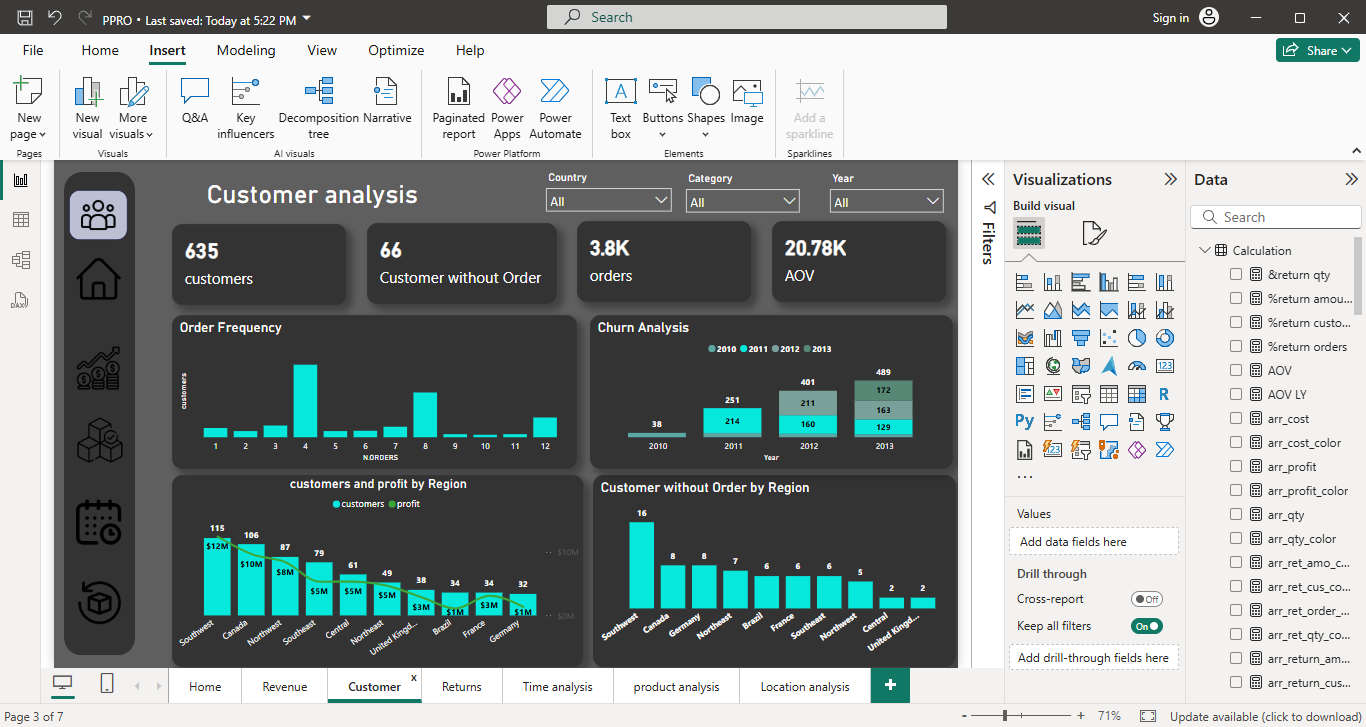 PPRO • Last saved: Today at 5:22 PM
Search
Sign in
File Home Insert Modeling View Optimize Help
Share
New page
New visual
More visuals
Q&A
Key influencers
Decomposition tree
Narrative
Paginated report
Power Apps
Power Automate
Text box
Buttons
Shapes
Image
Add a sparkline
Pages
Visuals
AI visuals
Power Platform
Elements
Sparklines
DAX
Customer analysis
Country
All
Category
All
Year
All
635
customers
66
Customer without Order
3.8K
orders
20.78K
AOV
Order Frequency
customers
1 2 3 4 5 6 7 8 9 10 11 12
N.ORDERS
Churn Analysis
2010 2011 2012 2013
38 251 401 489
214 211 160 172 163 129
2010 2011 2012 2013
Year
customers and profit by Region
customers profit
115 106 87 79 61 49 38 34 34 32
$12M $10M $8M $5M $5M $5M $3M $1M $3M $1M
$10M
$0M
Southwest Canada Northwest Southeast Central Northeast United Kingd... Brazil France Germany
Customer without Order by Region
16 8 8 7 6 6 6 5 2 2
Southwest Canada Germany Northeast Brazil France Southeast Northwest Central United Kingd...
Filters
Visualizations
Build visual
123
R
Py
123
...
Values
Add data fields here
Drill through
Cross-report
Off
Keep all filters
On
Add drill-through fields here
Data
Search
Calculation
&return qty
%return amou...
%return custo...
%return orders
AOV
AOV LY
arr_cost
arr_cost_color
arr_profit
arr_profit_color
arr_qty
arr_qty_color
arr_ret_amo_c...
arr_ret_cus_co...
arr_ret_order_...
arr_ret_qty_co...
arr_return_am...
arr_return_cus...
Home
Revenue
Customer
x
Returns
Time analysis
product analysis
Location analysis
+
Page 3 of 7
- + 71%
Update available (click to download)